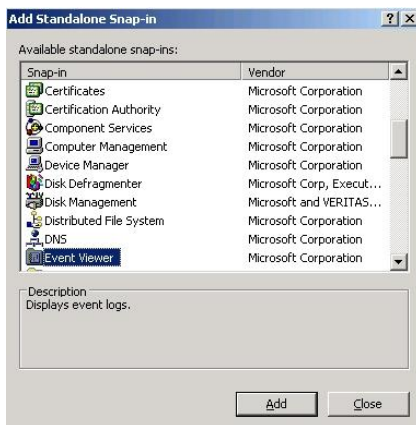 Add Standalone Snap-in
Available standalone snap-ins:
Snap-in Vendor
Certificates Microsoft Corporation
Certification Authority Microsoft Corporation
Component Services Microsoft Corporation
Computer Management Microsoft Corporation
Device Manager Microsoft Corporation
Disk Defragmenter Microsoft Corp, Execut...
Disk Management Microsoft and VERITAS...
Distributed File System Microsoft Corporation
DNS Microsoft Corporation
Event Viewer Microsoft Corporation
Description
Displays event logs.
Add Close